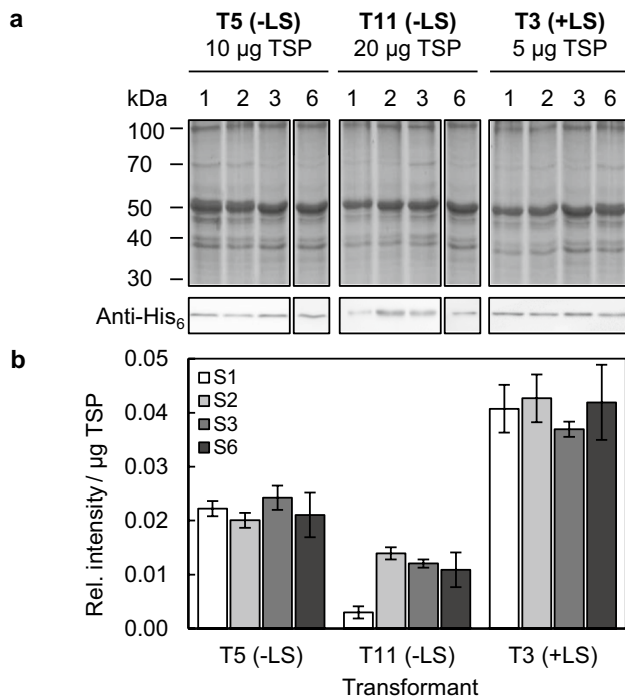 a
T5 (-LS) T11 (-LS) T3 (+LS)
10 µg TSP 20 µg TSP 5 µg TSP
kDa 1 2 3 6 1 2 3 6 1 2 3 6
100
70
50
40
30
Anti-His6
b
0.05
0.04
0.03
0.02
0.01
0.00
Rel. intensity / µg TSP
S1
S2
S3
S6
T5 (-LS) T11 (-LS) T3 (+LS)
Transformant